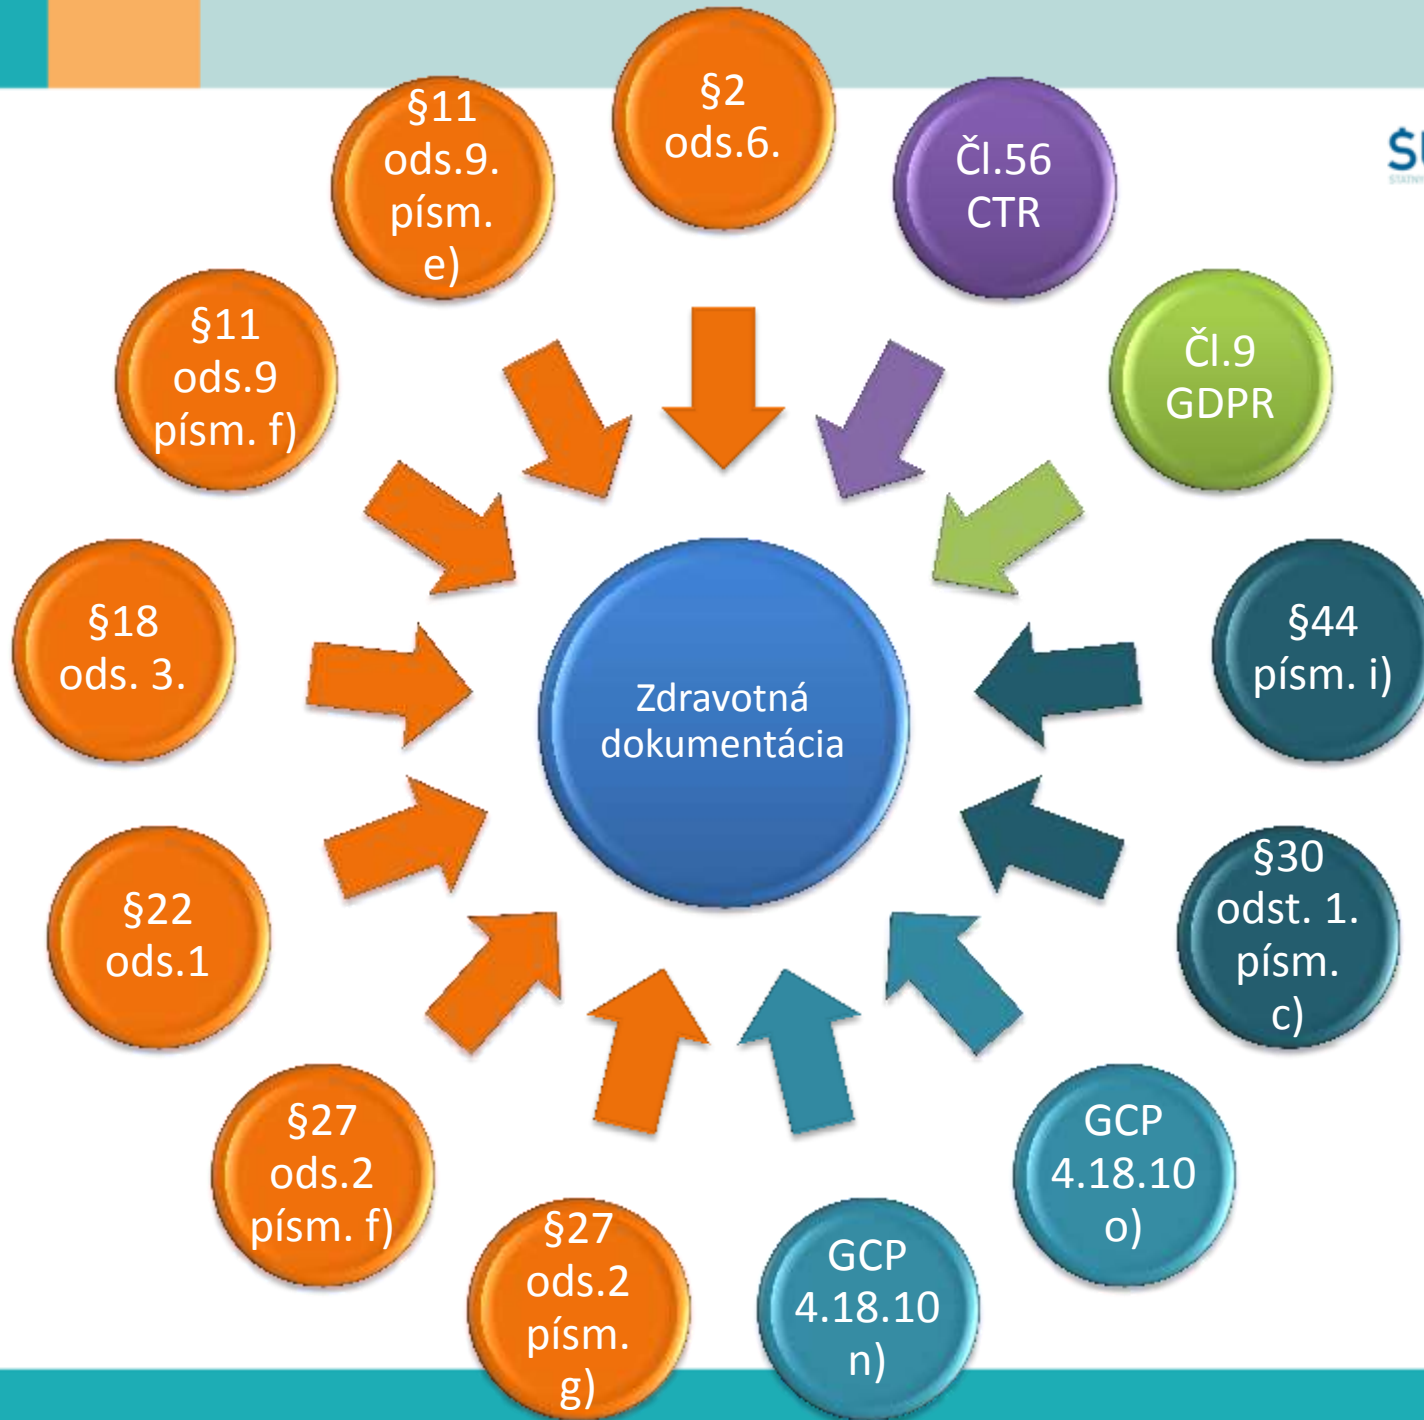 §2
ods.6.
Čl.56
CTR
Čl.9
GDPR
§44
písm. i)
§30
odst. 1.
písm.
c)
GCP
4.18.10
o)
GCP
4.18.10
n)
§27
ods.2
písm.
g)
§27
ods.2
písm. f)
§22
ods.1
§18
ods. 3.
§11
ods.9
písm. f)
§11
ods.9.
písm.
e)
Zdravotná
dokumentácia